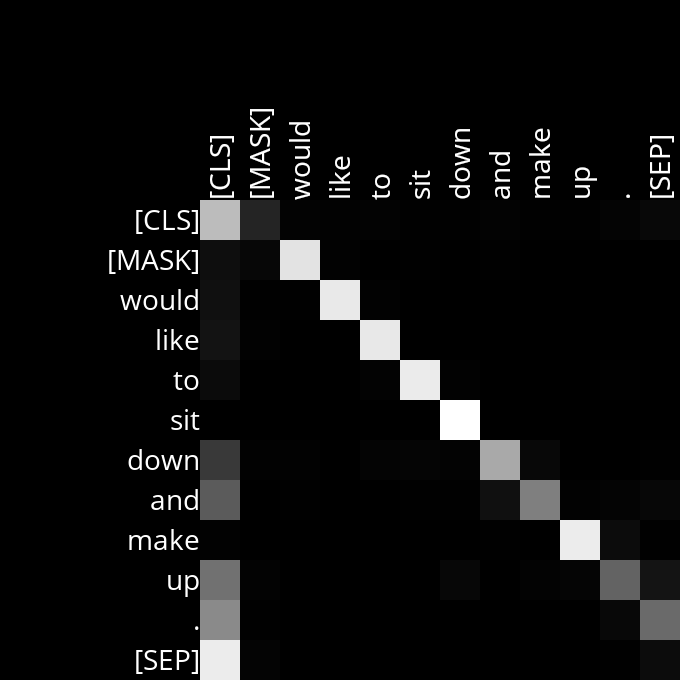 [CLS] [MASK] would like to sit down and make up . [SEP]
[CLS]
[MASK]
would
like
to
sit
down
and
make
up
.
[SEP]